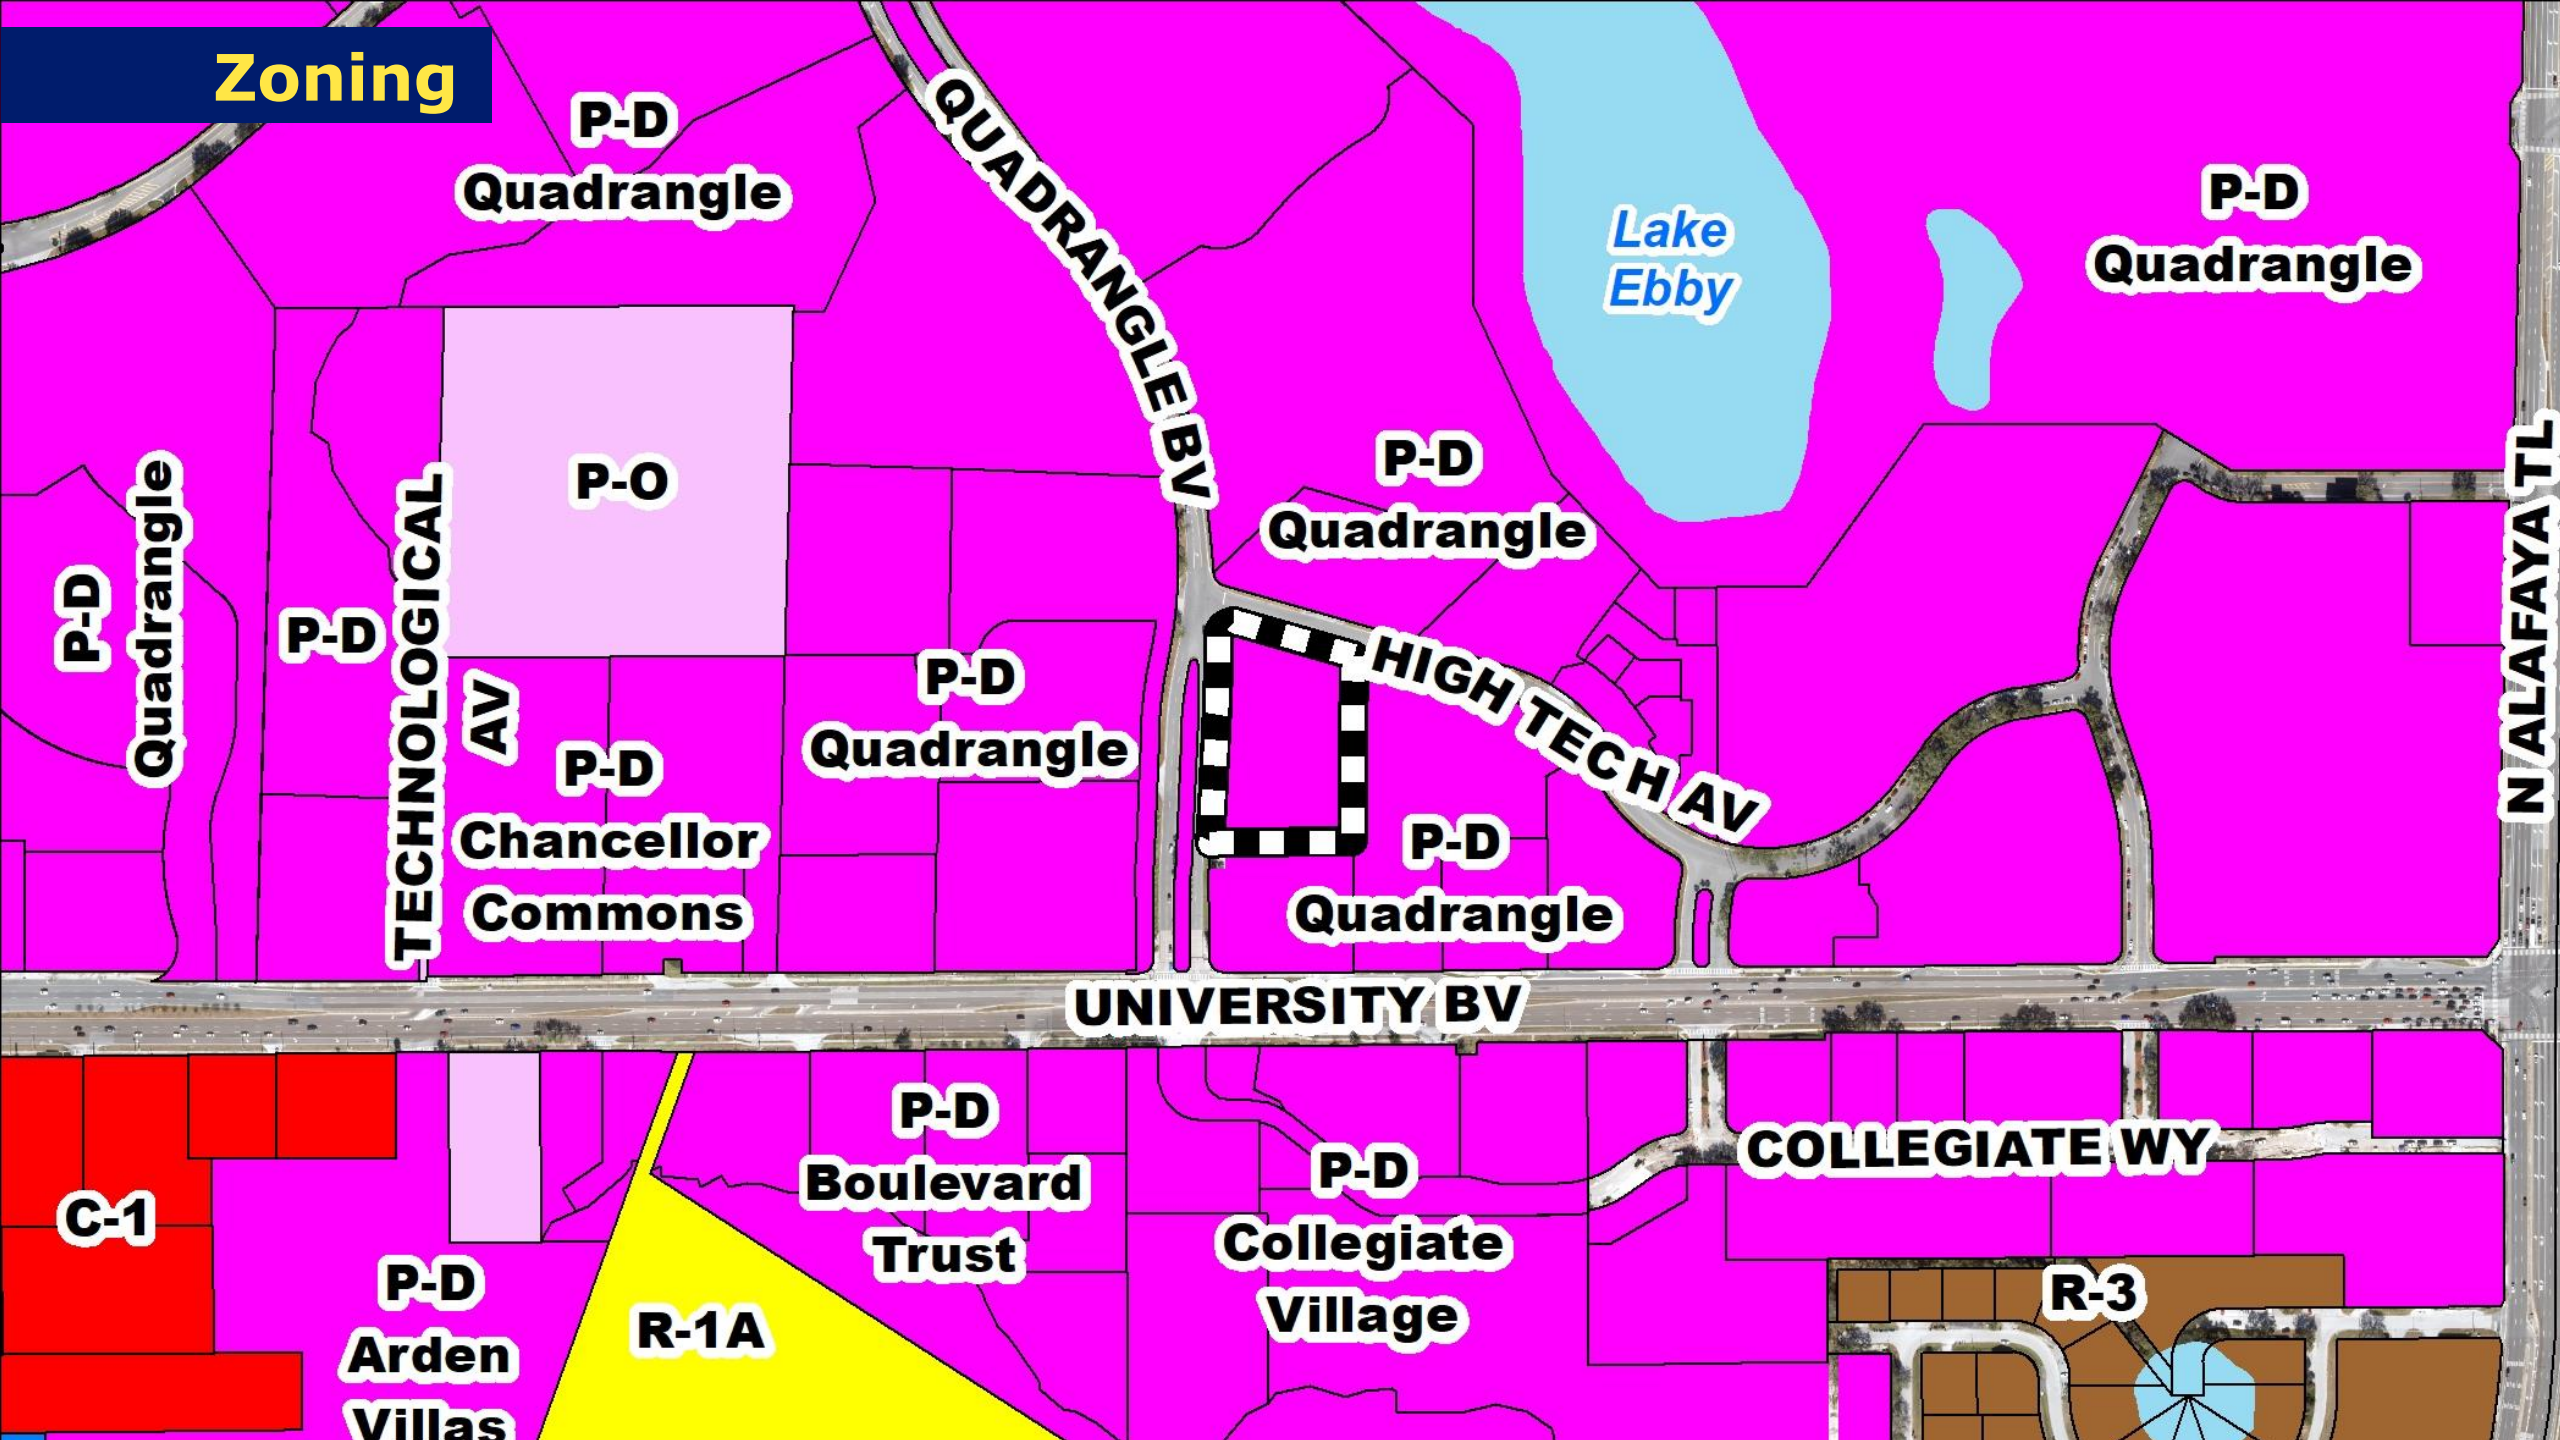 Zoning
P-D
Quadrangle
QUADRANGLE BV
Lake
Ebby
P-D
Quadrangle
P-O
P-D
Quadrangle
P-D
Quadrangle
P-D
TECHNOLOGICAL
AV
P-D
Chancellor
Commons
P-D
Quadrangle
HIGH TECH AV
P-D
Quadrangle
N ALAFAYA TL
UNIVERSITY BV
C-1
P-D
Arden
Villas
R-1A
P-D
Boulevard
Trust
P-D
Collegiate
Village
COLLEGIATE WY
R-3